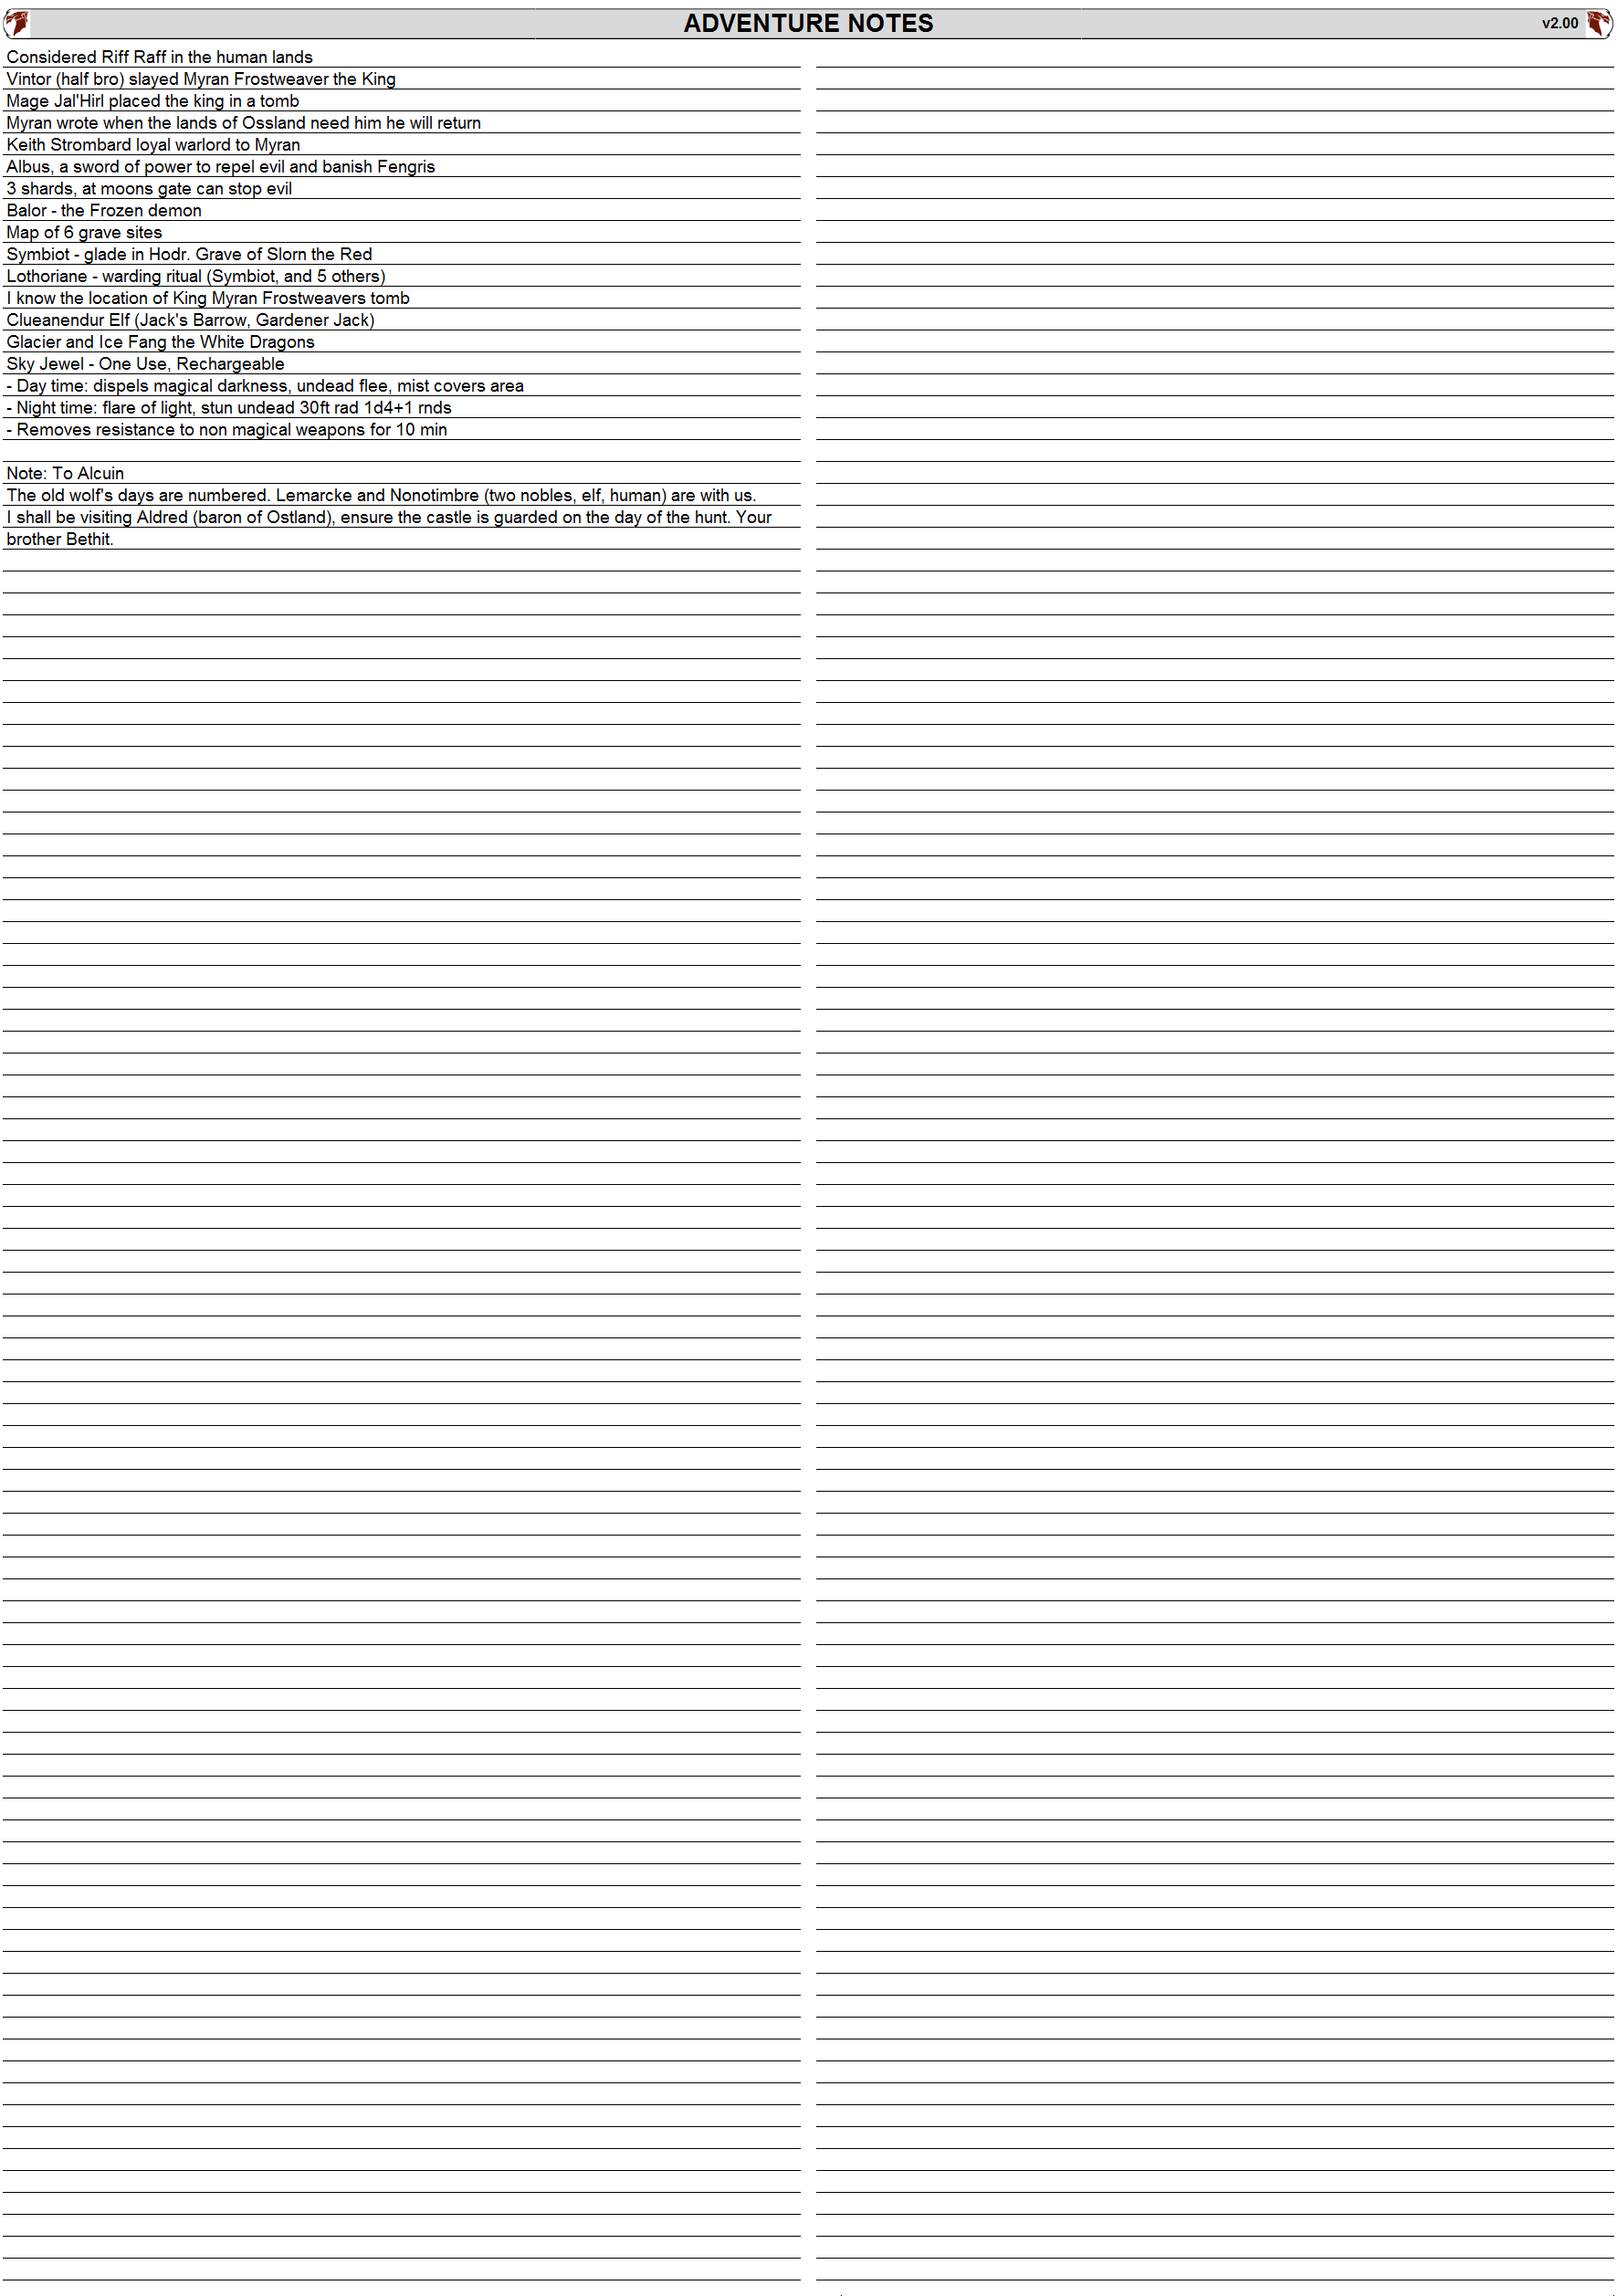 ADVENTURE NOTES
v2.00
Considered Riff Raff in the human lands
Vintor (half bro) slayed Myran Frostweaver the King
Mage Jal'Hirl placed the king in a tomb
Myran wrote when the lands of Ossland need him he will return
Keith Strombard loyal warlord to Myran
Albus, a sword of power to repel evil and banish Fengris
3 shards, at moons gate can stop evil
Balor - the Frozen demon
Map of 6 grave sites
Symbiot - glade in Hodr. Grave of Slorn the Red
Lothoriane - warding ritual (Symbiot, and 5 others)
I know the location of King Myran Frostweavers tomb
Clueanendur Elf (Jack's Barrow, Gardener Jack)
Glacier and Ice Fang the White Dragons
Sky Jewel - One Use, Rechargeable
- Day time: dispels magical darkness, undead flee, mist covers area
- Night time: flare of light, stun undead 30ft rad 1d4+1 rnds
- Removes resistance to non magical weapons for 10 min
Note: To Alcuin
The old wolf's days are numbered. Lemarcke and Nonotimbre (two nobles, elf, human) are with us.
I shall be visiting Aldred (baron of Ostland), ensure the castle is guarded on the day of the hunt. Your
brother Bethit.